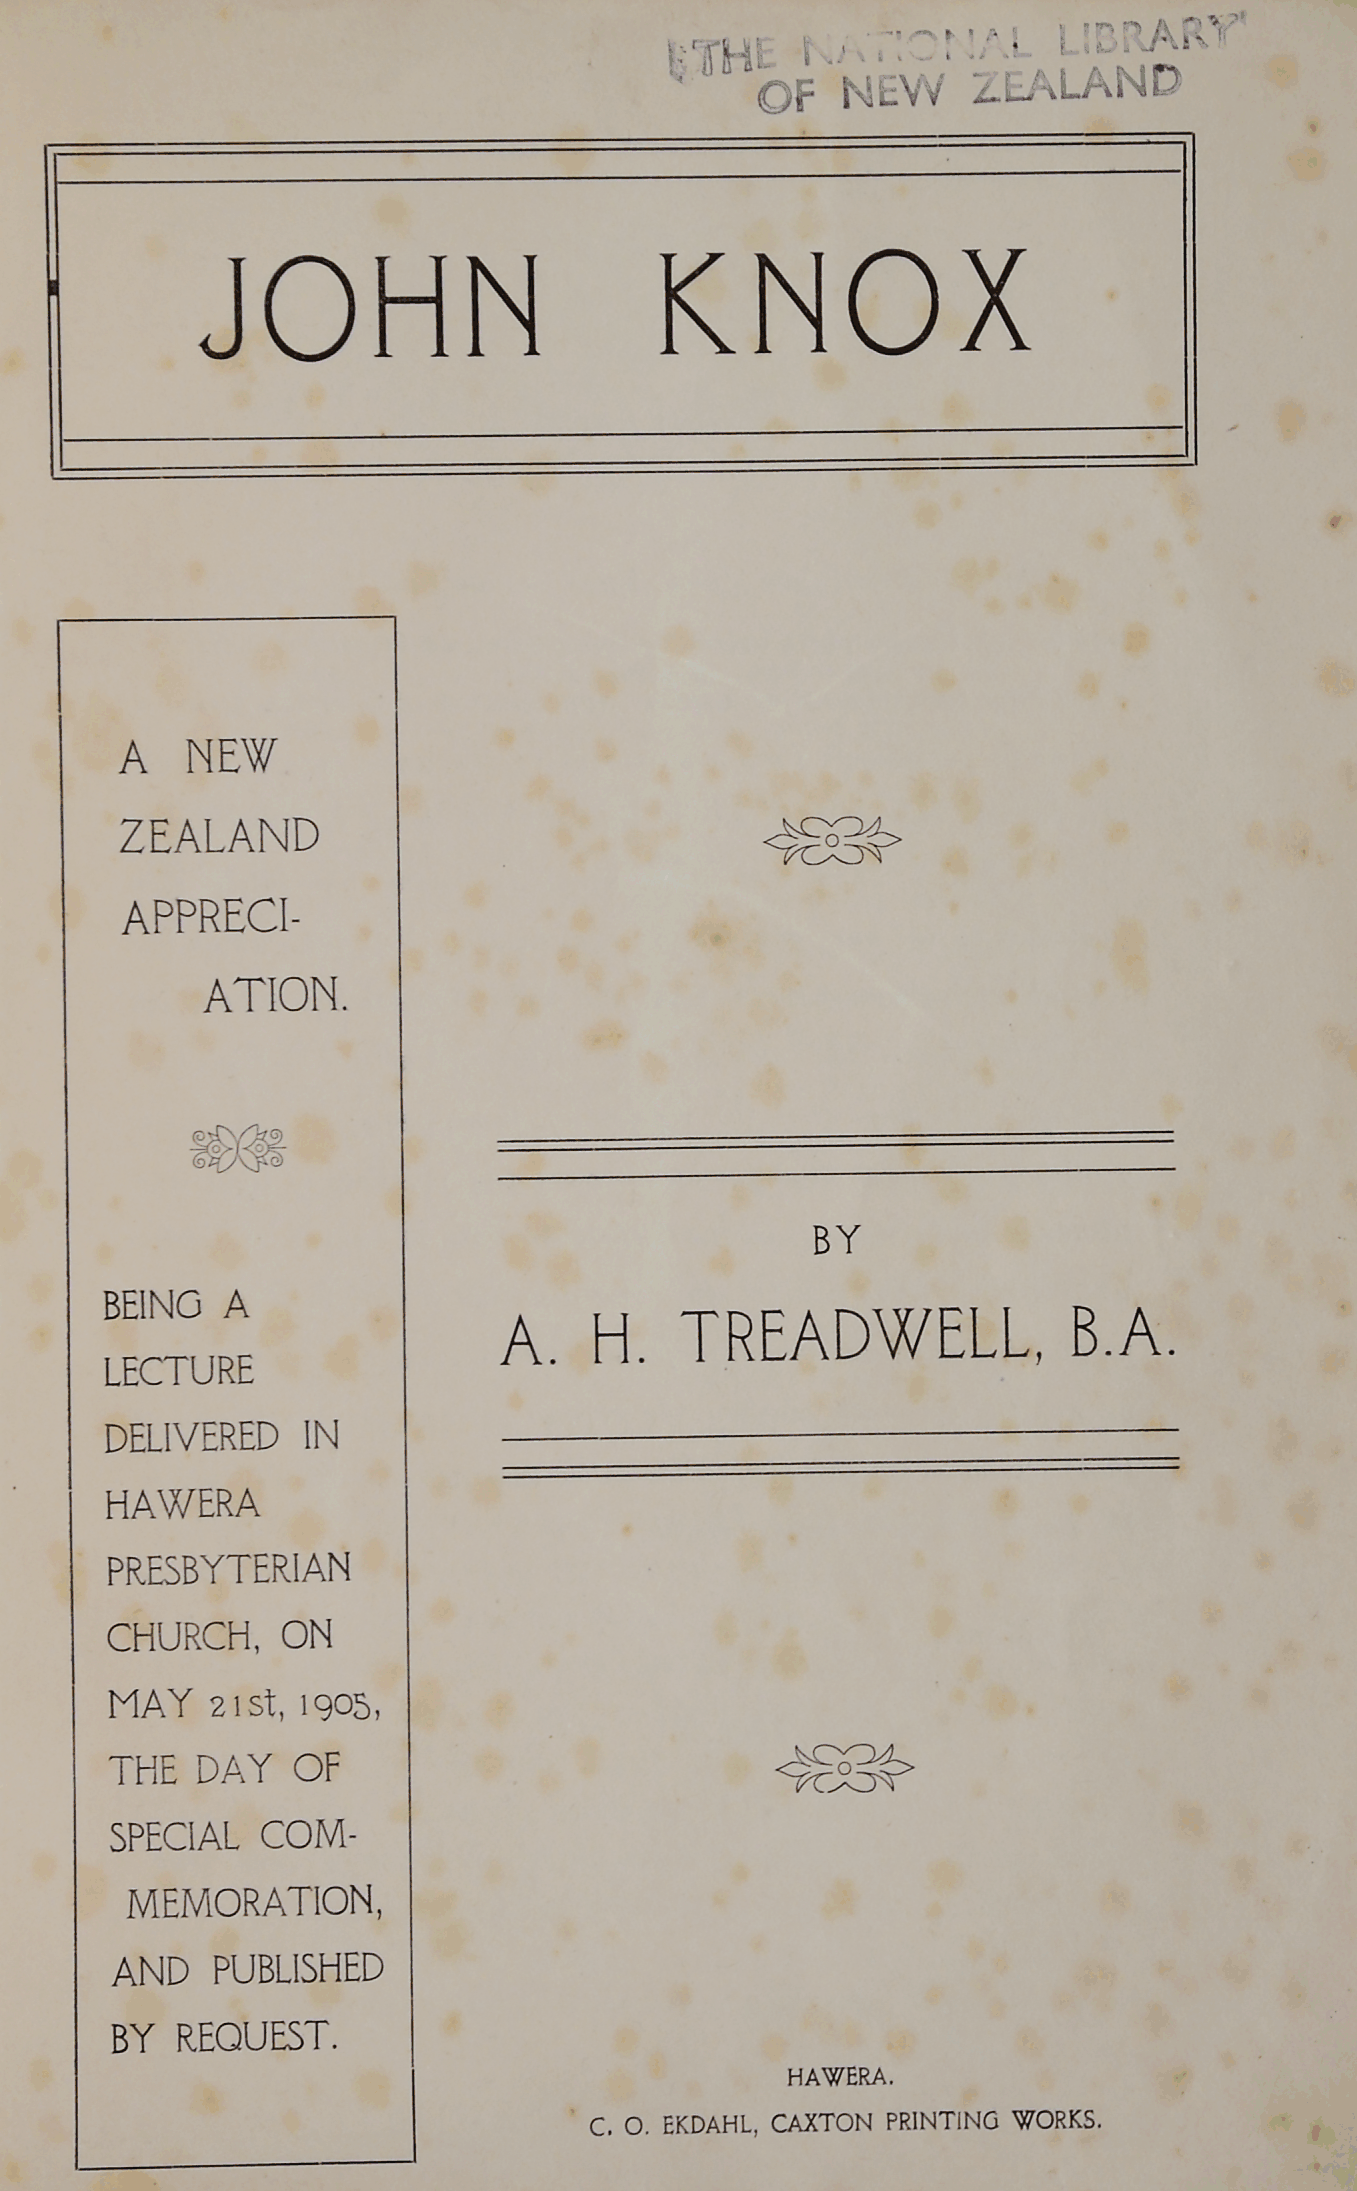 THE NATIONAL LIBRARY
OF NEW ZEALAND
JOHN KNOX
A NEW
ZEALAND
APPRECI-
ATION.
BEING A
LECTURE
DELIVERED IN
HAWERA
PRESBYTERIAN
CHURCH, ON
MAY 21st, 1905,
THE DAY OF
SPECIAL COM-
MEMORATION,
AND PUBLISHED
BY REQUEST.
BY
A. H. TREADWELL, B.A.
HAWERA.
C. O. EKDAHL, CAXTON PRINTING WORKS.